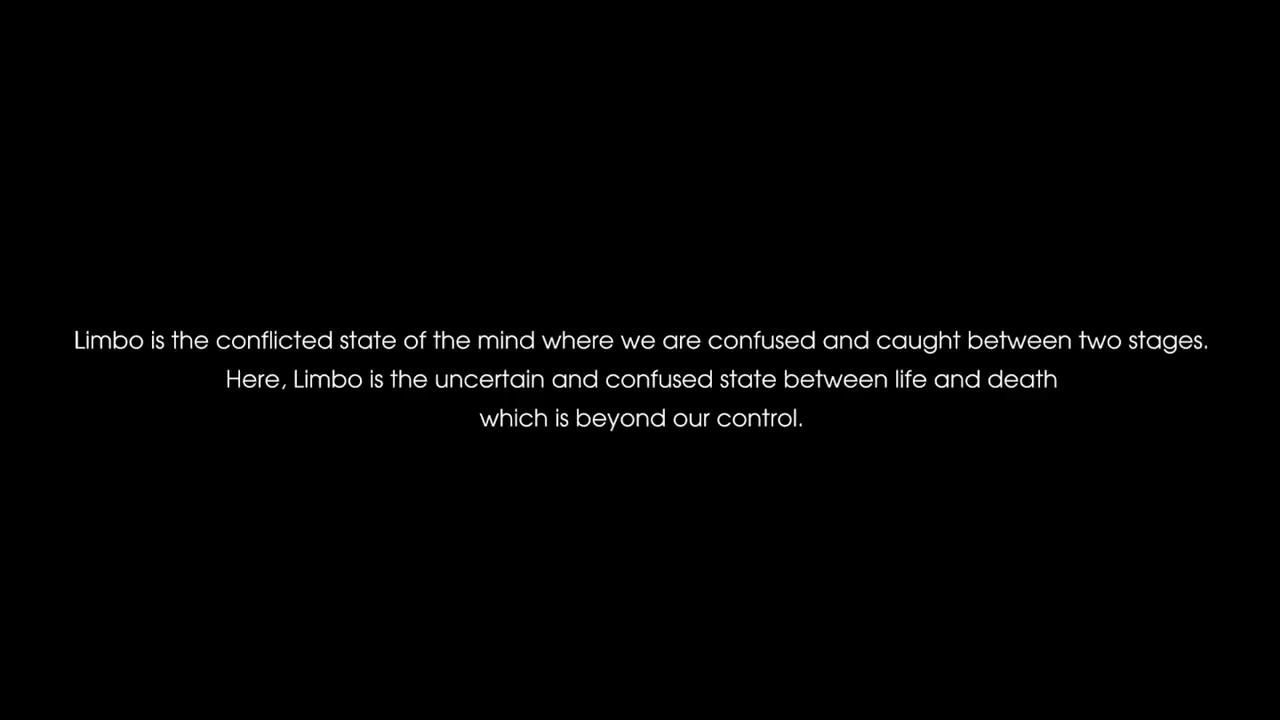 Limbo is the conflicted state of the mind where we are confused and caught between two stages.
Here, Limbo is the uncertain and confused state between life and death
which is beyond our control.